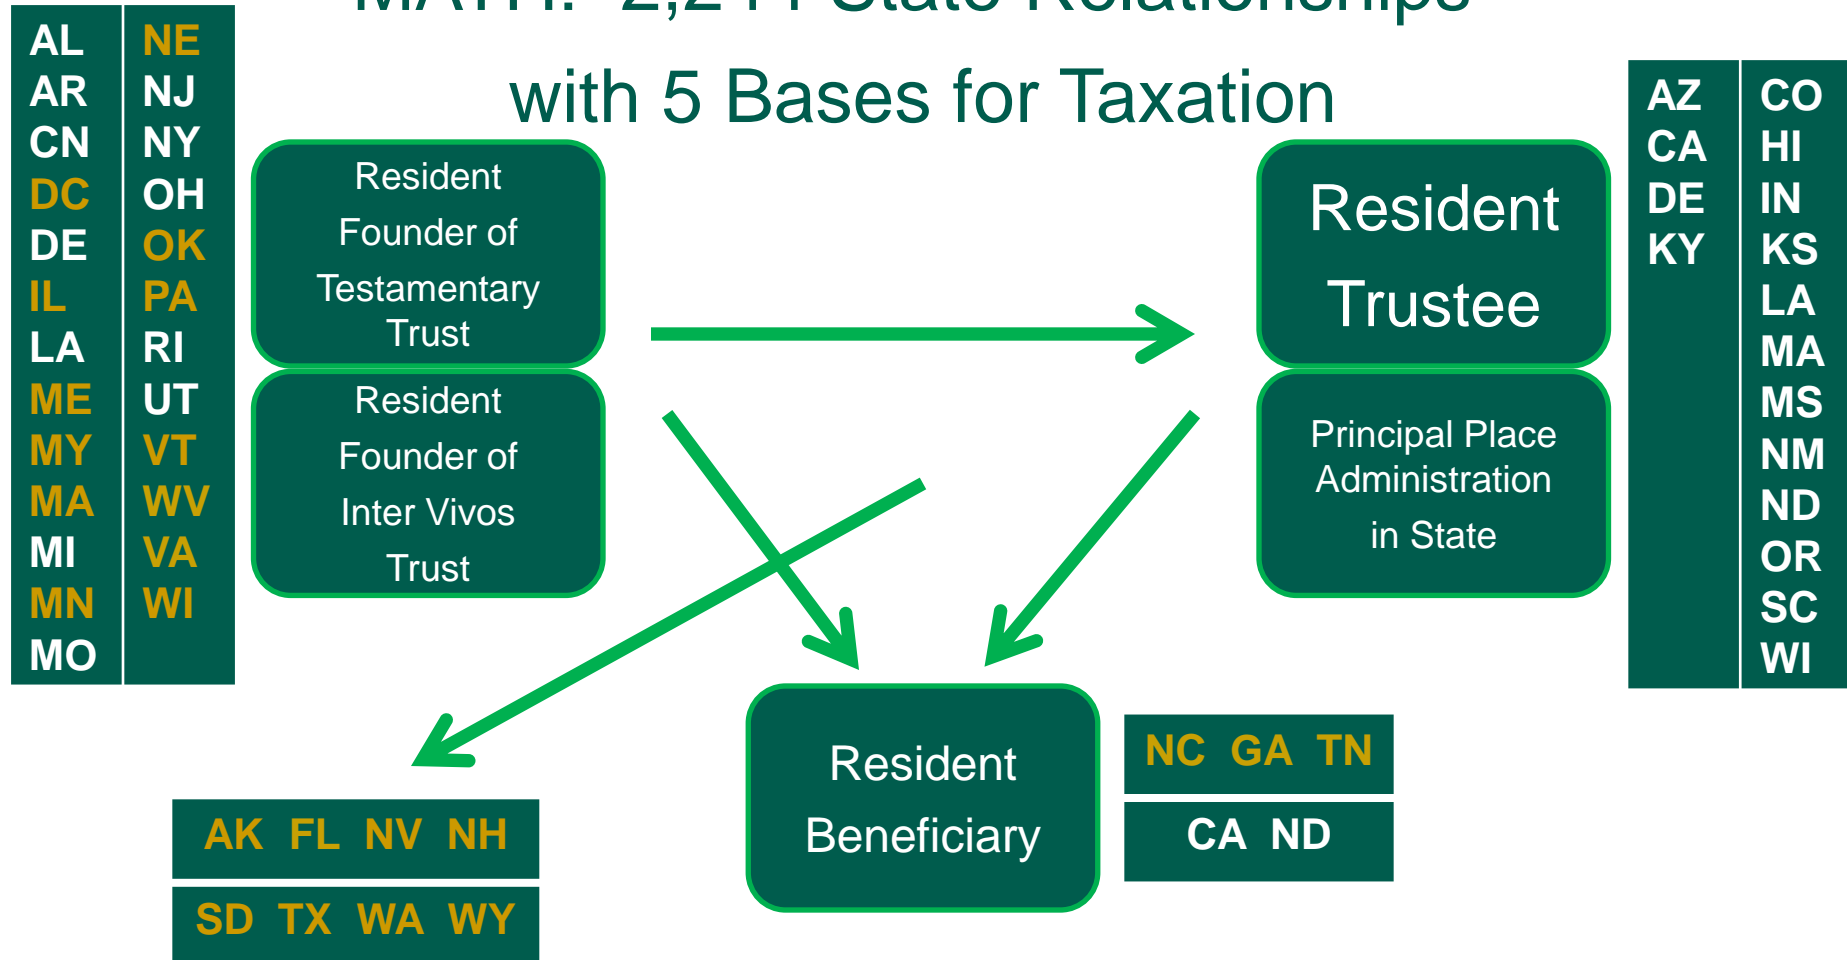 MATH: State Relationships
with 5 Bases for Taxation
AL
AR
CN
DC
DE
IL
LA
ME
MY
MA
MI
MN
MO
NE
NJ
NY
OH
OK
PA
RI
UT
VT
WV
VA
WI
Resident
Founder of
Testamentary
Trust
Resident
Founder of
Inter Vivos
Trust
Resident
Trustee
Principal Place
Administration
in State
AZ
CA
DE
KY
CO
HI
IN
KS
LA
MA
MS
NM
ND
OR
SC
WI
Resident
Beneficiary
NC GA TN
CA ND
AK FL NV NH
SD TX WA WY